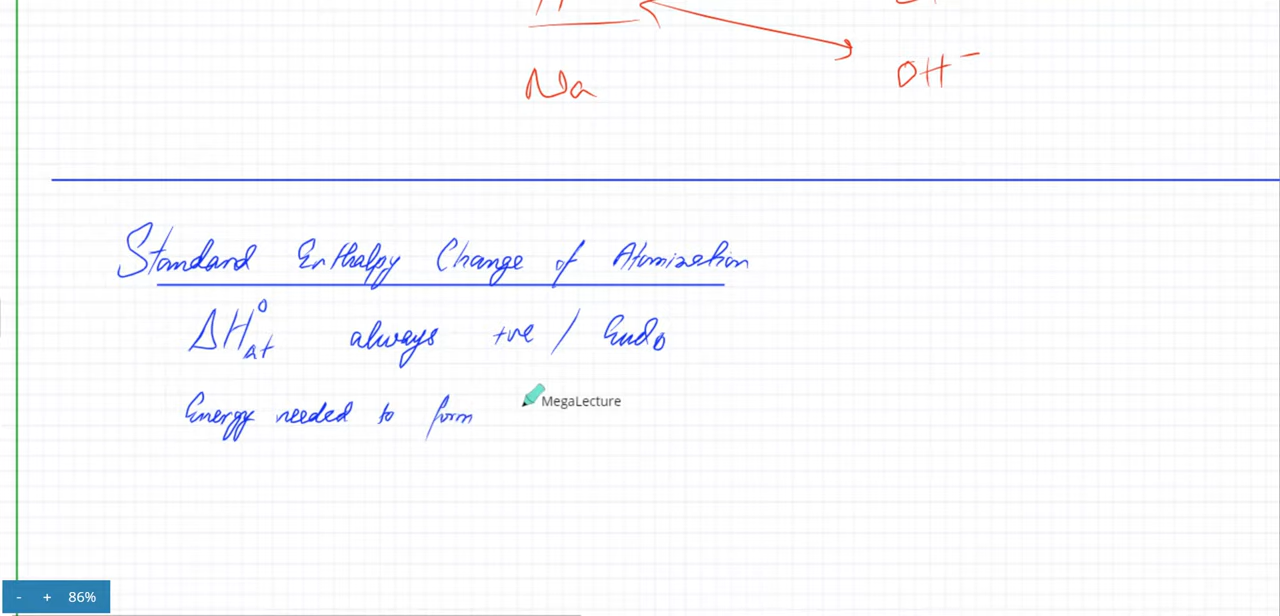 Na
OH⁻
Standard Enthalpy Change of Atomization
ΔH°at always +ve / Endo
Energy needed to form
MegaLecture
- + 86%